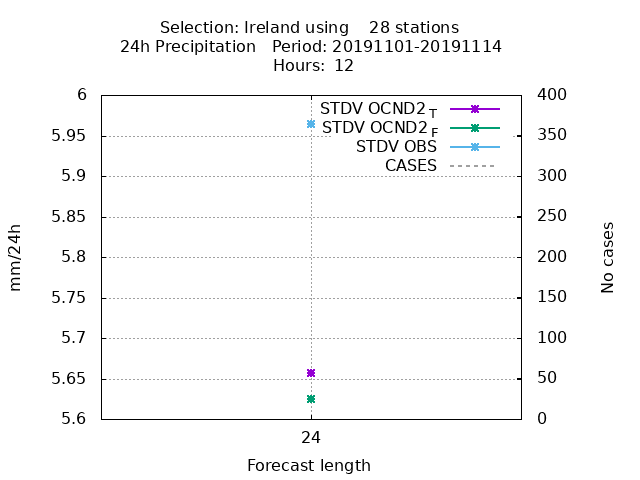 Selection: Ireland using    28 stations
24h Precipitation   Period: 20191101-20191114
Hours: 12
6
5.95
5.9
5.85
5.8
5.75
5.7
5.65
5.6
mm/24h
STDV OCND2 T
STDV OCND2 F
STDV OBS
CASES
400
350
300
250
200
150
100
50
0
No cases
24
Forecast length